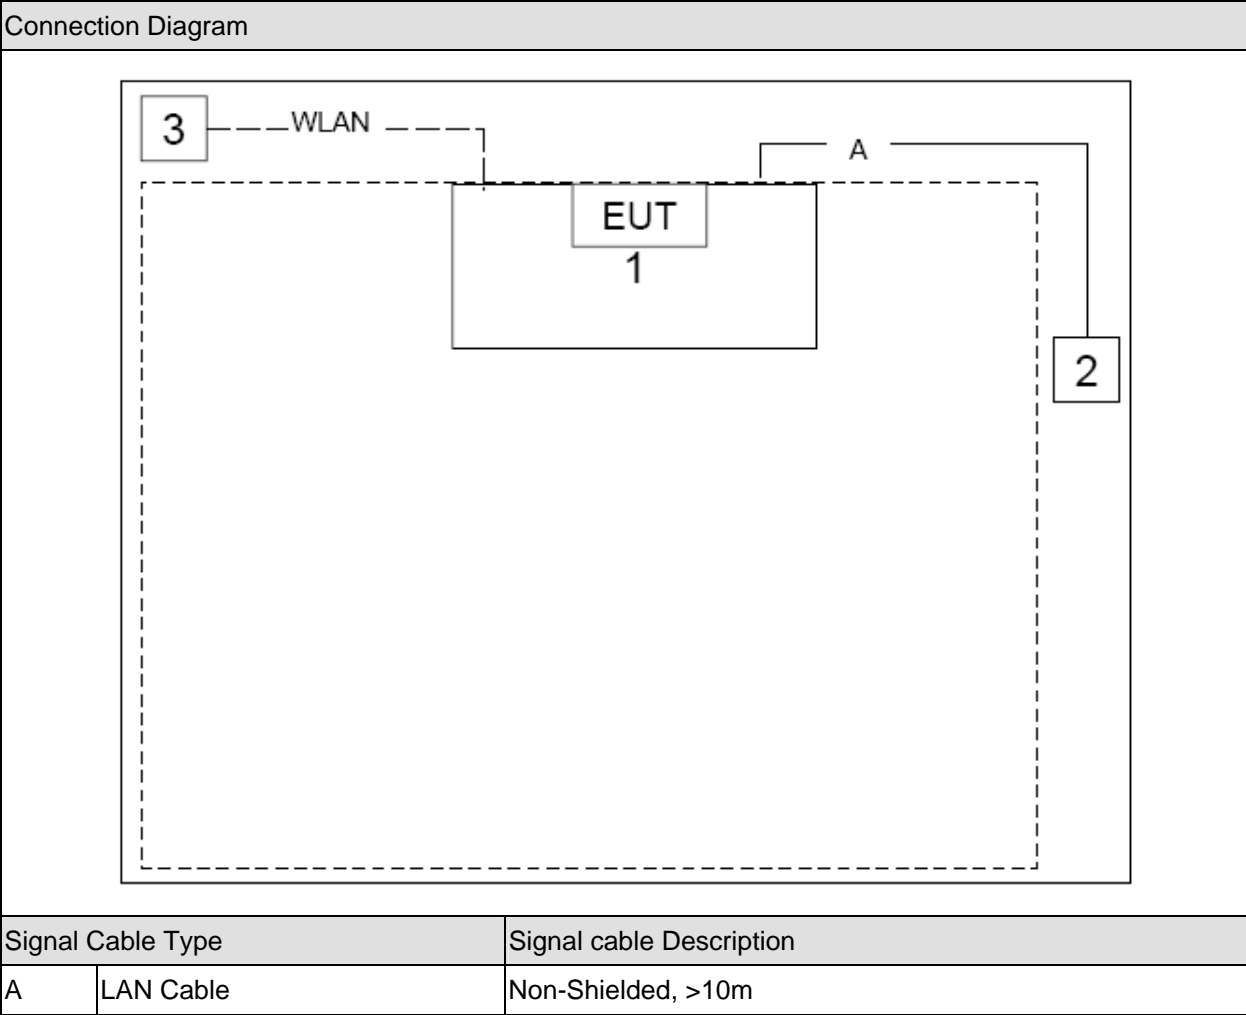 Connection Diagram
3
WLAN
A
EUT
1
2
Signal Cable Type
Signal cable Description
A
LAN Cable
Non-Shielded, >10m